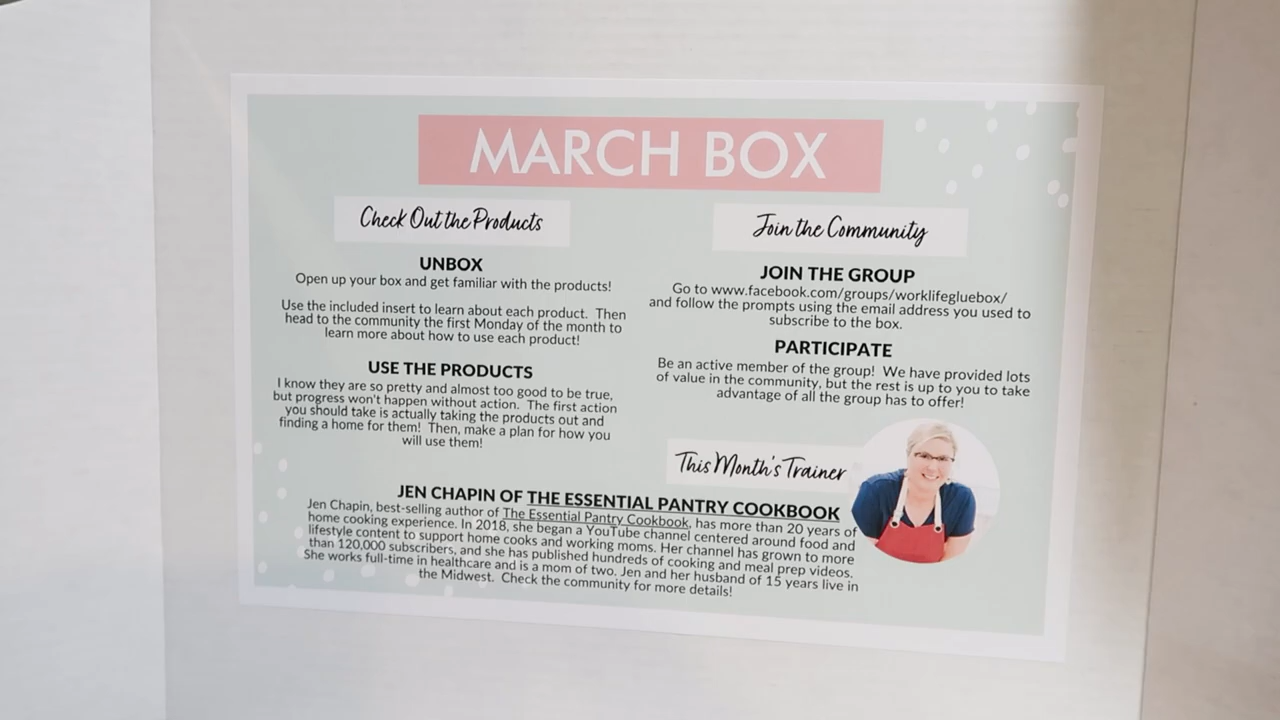 MARCH BOX
Check Out the Products
UNBOX
Open up your box and get familiar with the products!
Use the included insert to learn about each product. Then
head to the community the first Monday of the month to
learn more about how to use each product!
USE THE PRODUCTS
I know they are so pretty and almost too good to be true,
but progress won't happen without action. The first action
you should take is actually taking the products out and
finding a home for them! Then, make a plan for how you
will use them!
Join the Community
JOIN THE GROUP
Go to www.facebook.com/groups/worklifegluebox/
and follow the prompts using the email address you used to
subscribe to the box.
PARTICIPATE
Be an active member of the group! We have provided lots
of value in the community, but the rest is up to you to take
advantage of all the group has to offer!
This Month's Trainer
JEN CHAPIN OF THE ESSENTIAL PANTRY COOKBOOK
Jen Chapin, best-selling author of The Essential Pantry Cookbook, has more than 20 years of
home cooking experience. In 2018, she began a YouTube channel centered around food and
lifestyle content to support home cooks and working moms. Her channel has grown to more
than 120,000 subscribers, and she has published hundreds of cooking and meal prep videos.
She works full-time in healthcare and is a mom of two. Jen and her husband of 15 years live in
the Midwest. Check the community for more details!